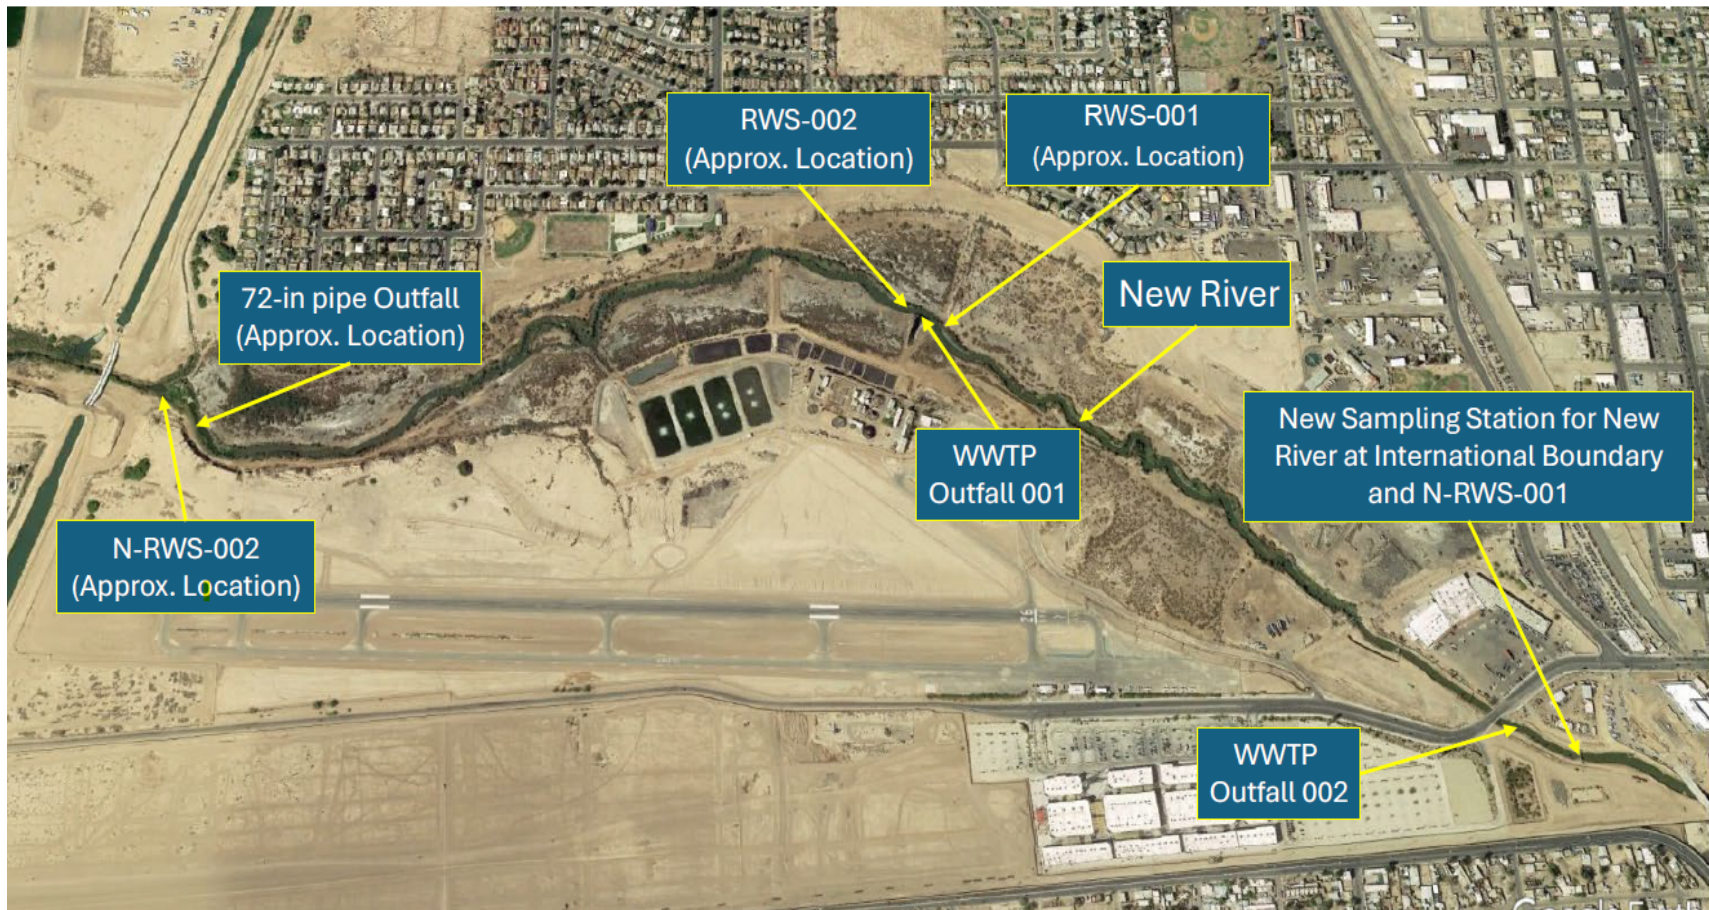 RWS-002
(Approx. Location)
RWS-001
(Approx. Location)
New River
72-in pipe Outfall
(Approx. Location)
New Sampling Station for New
River at International Boundary
and N-RWS-001
WWTP
Outfall 001
N-RWS-002
(Approx. Location)
26
WWTP
Outfall 002